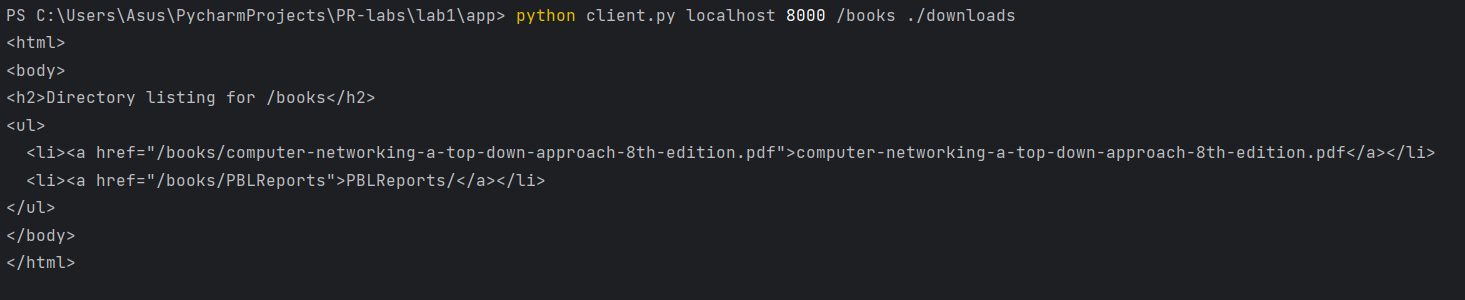 PS C:\Users\Asus\PycharmProjects\PR-labs\lab1\app> python client.py localhost 8000 /books ./downloads
<html>
<body>
<h2>Directory listing for /books</h2>
<ul>
  <li><a href="/books/computer-networking-a-top-down-approach-8th-edition.pdf">computer-networking-a-top-down-approach-8th-edition.pdf</a></li>
  <li><a href="/books/PBLReports">PBLReports/</a></li>
</ul>
</body>
</html>